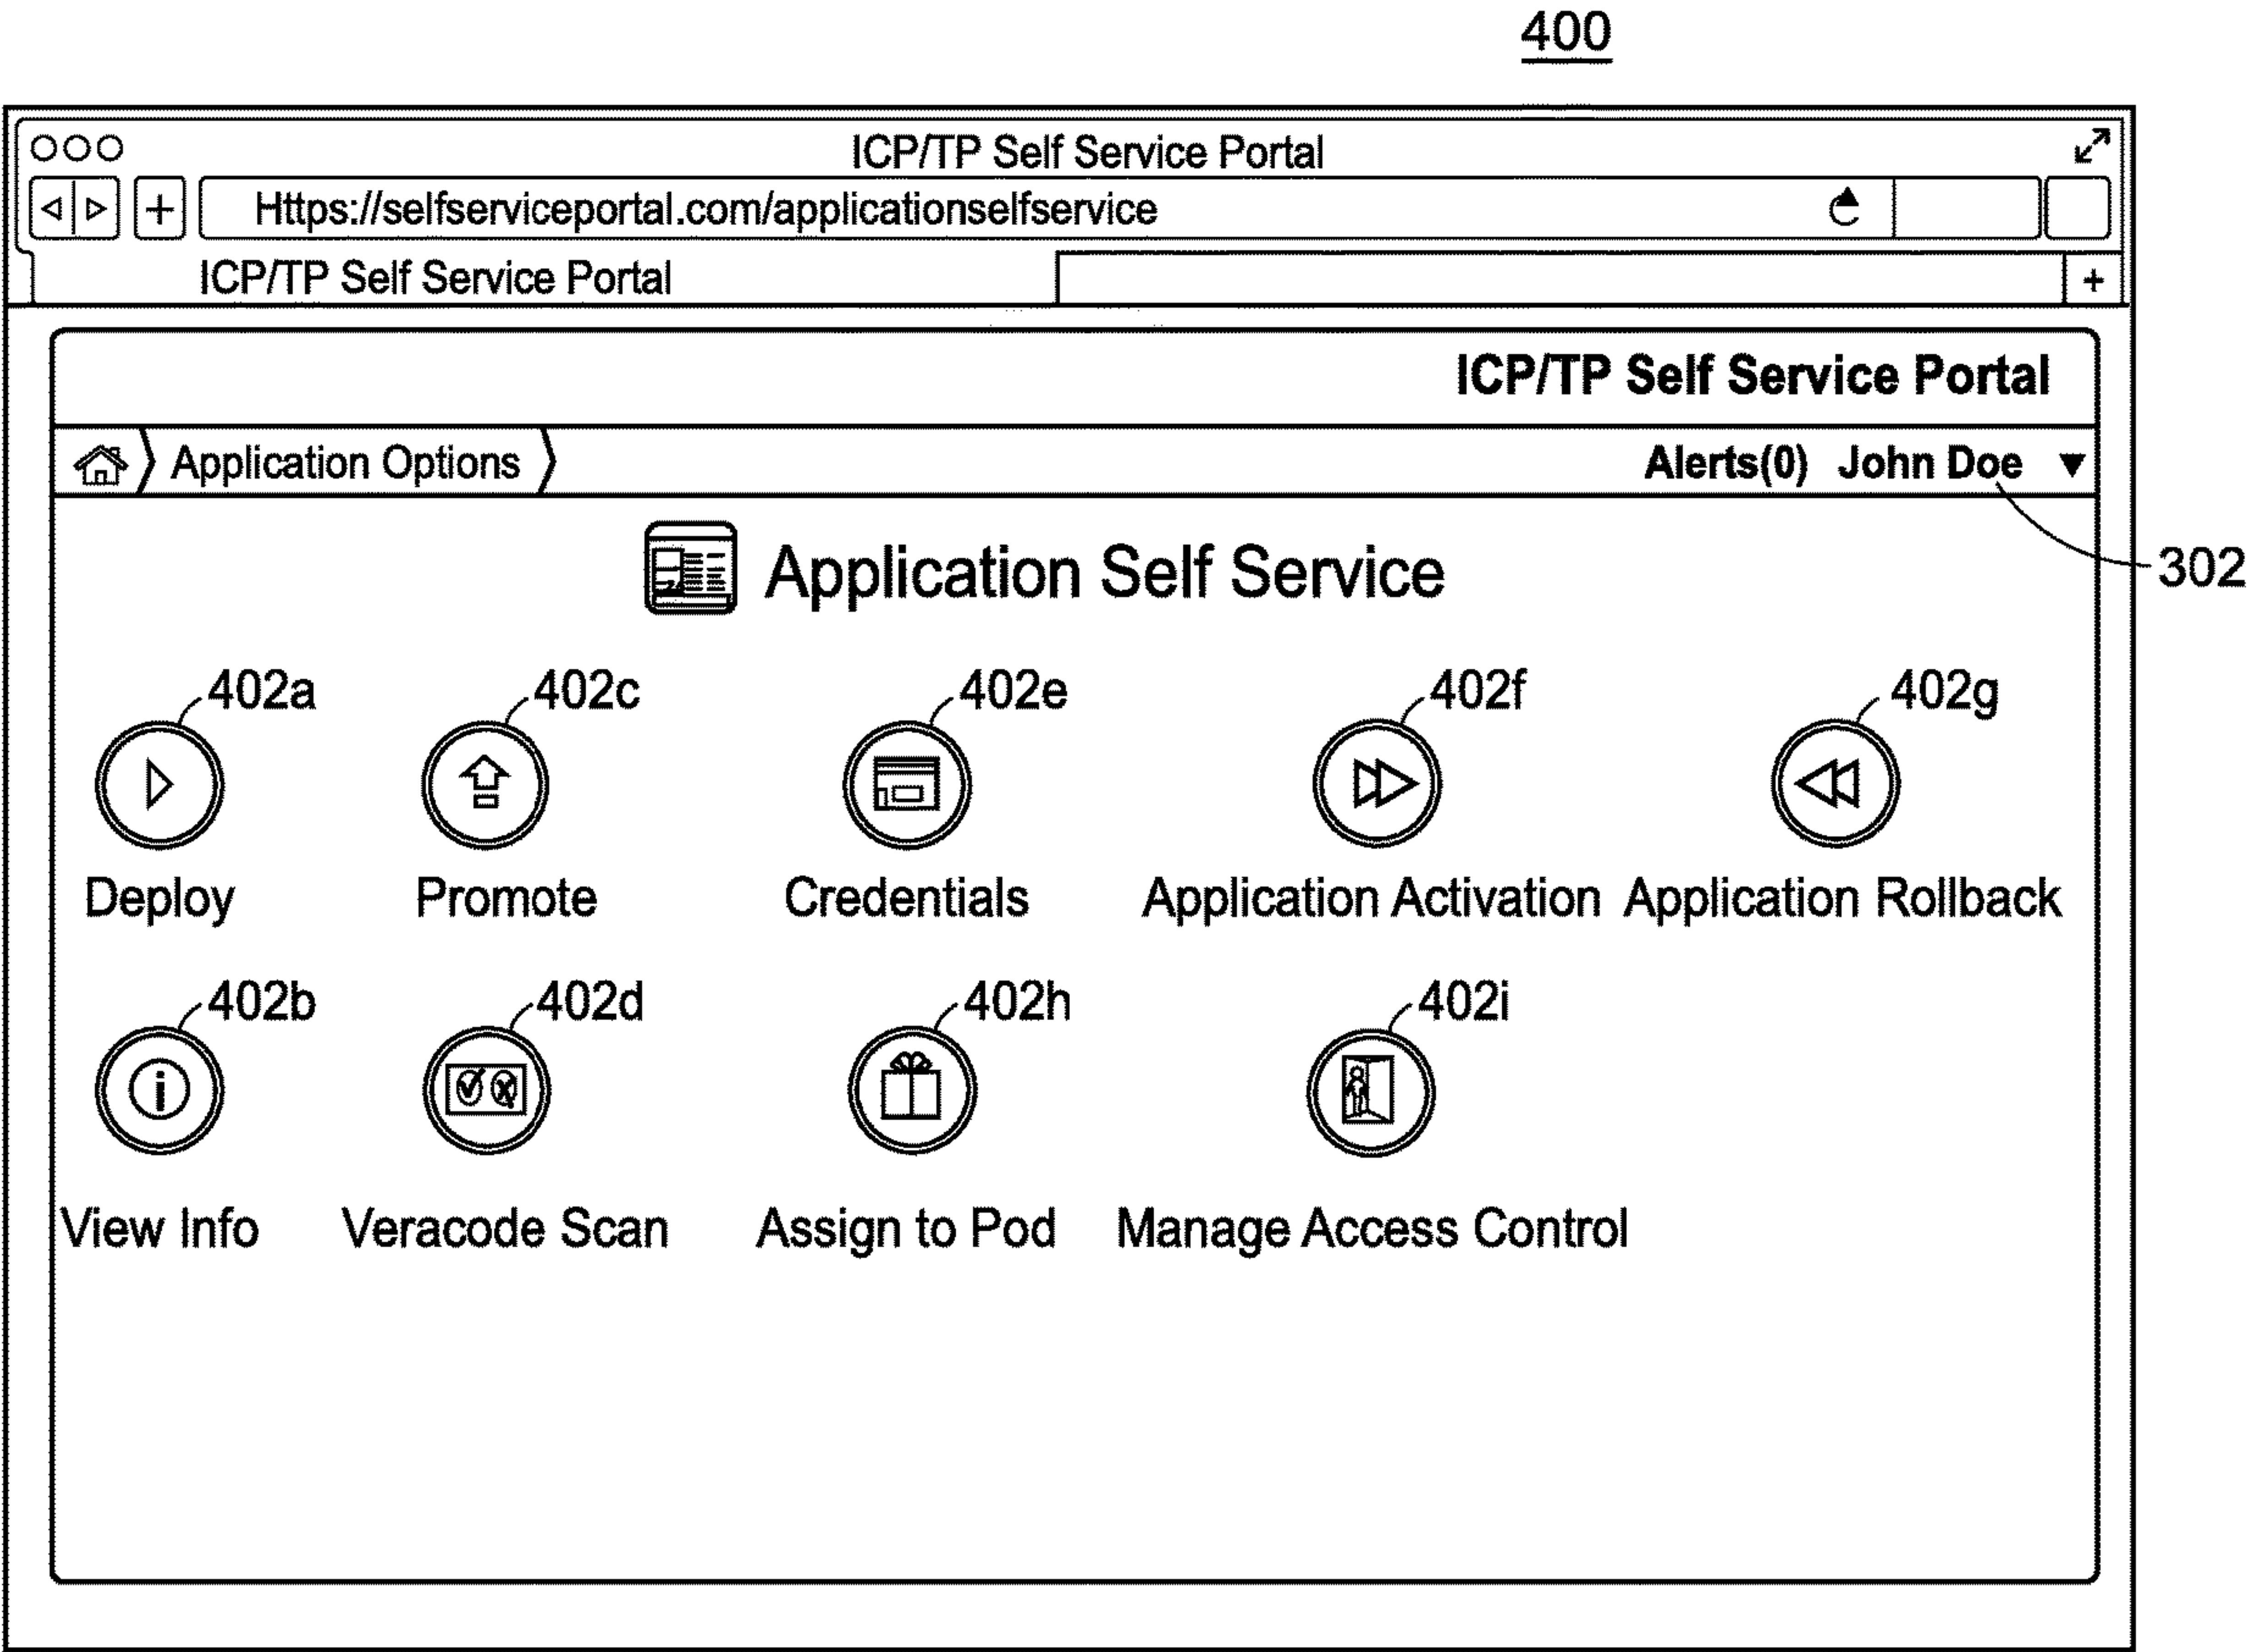 400
ICP/TP Self Service Portal
Https://selfserviceportal.com/applicationselfservice
ICP/TP Self Service Portal
ICP/TP Self Service Portal
Application Options Alerts(0) John Doe
302
Application Self Service
402a 402c 402e 402f 402g
Deploy Promote Credentials Application Activation Application Rollback
402b 402d 402h 402i
View Info Veracode Scan Assign to Pod Manage Access Control